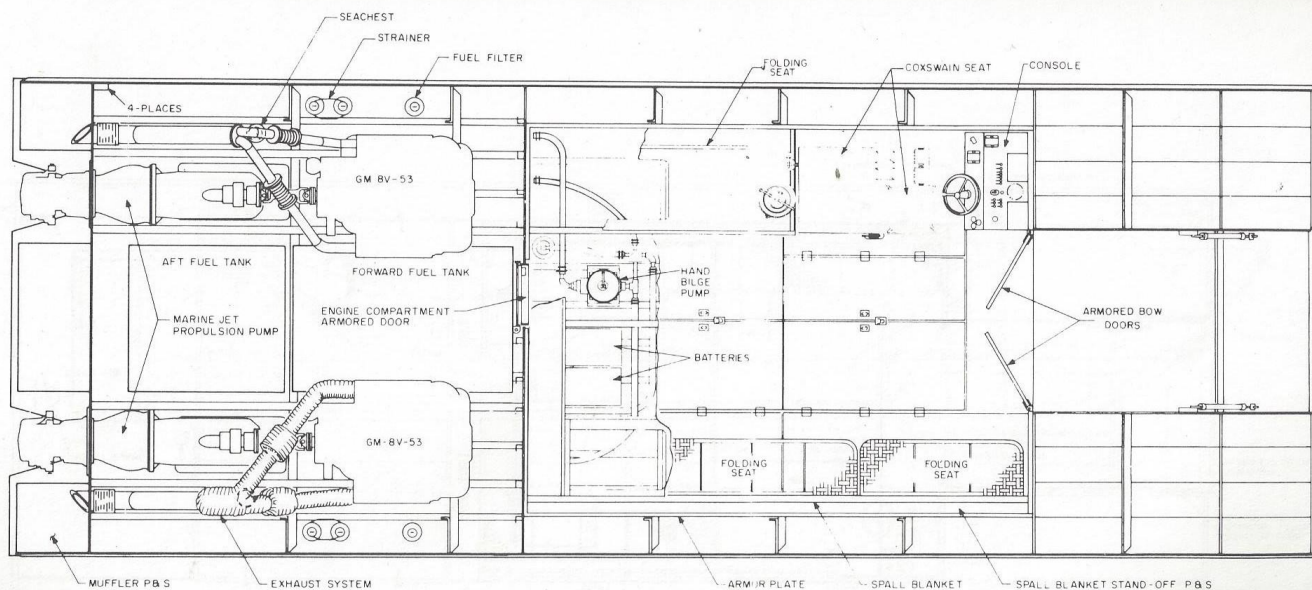 SEACHEST
STRAINER
FUEL FILTER
FOLDING
SEAT
COXSWAIN SEAT
CONSOLE
4-PLACES
GM 8V-53
AFT FUEL TANK
FORWARD FUEL TANK
HAND
BILGE
PUMP
MARINE JET
PROPULSION PUMP
ENGINE COMPARTMENT
ARMORED DOOR
ARMORED BOW
DOORS
BATTERIES
GM-8V-53
FOLDING
SEAT
FOLDING
SEAT
MUFFLER P&S
EXHAUST SYSTEM
ARMOR PLATE
SPALL BLANKET
SPALL BLANKET STAND-OFF P&S